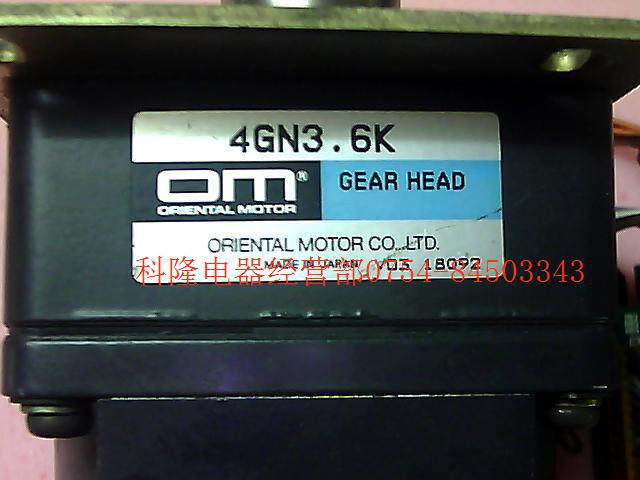 4GN3.6K
OM®
ORIENTAL MOTOR
GEAR HEAD
ORIENTAL MOTOR CO., LTD.
MADE IN JAPAN
科隆电器经营部0754-84503343